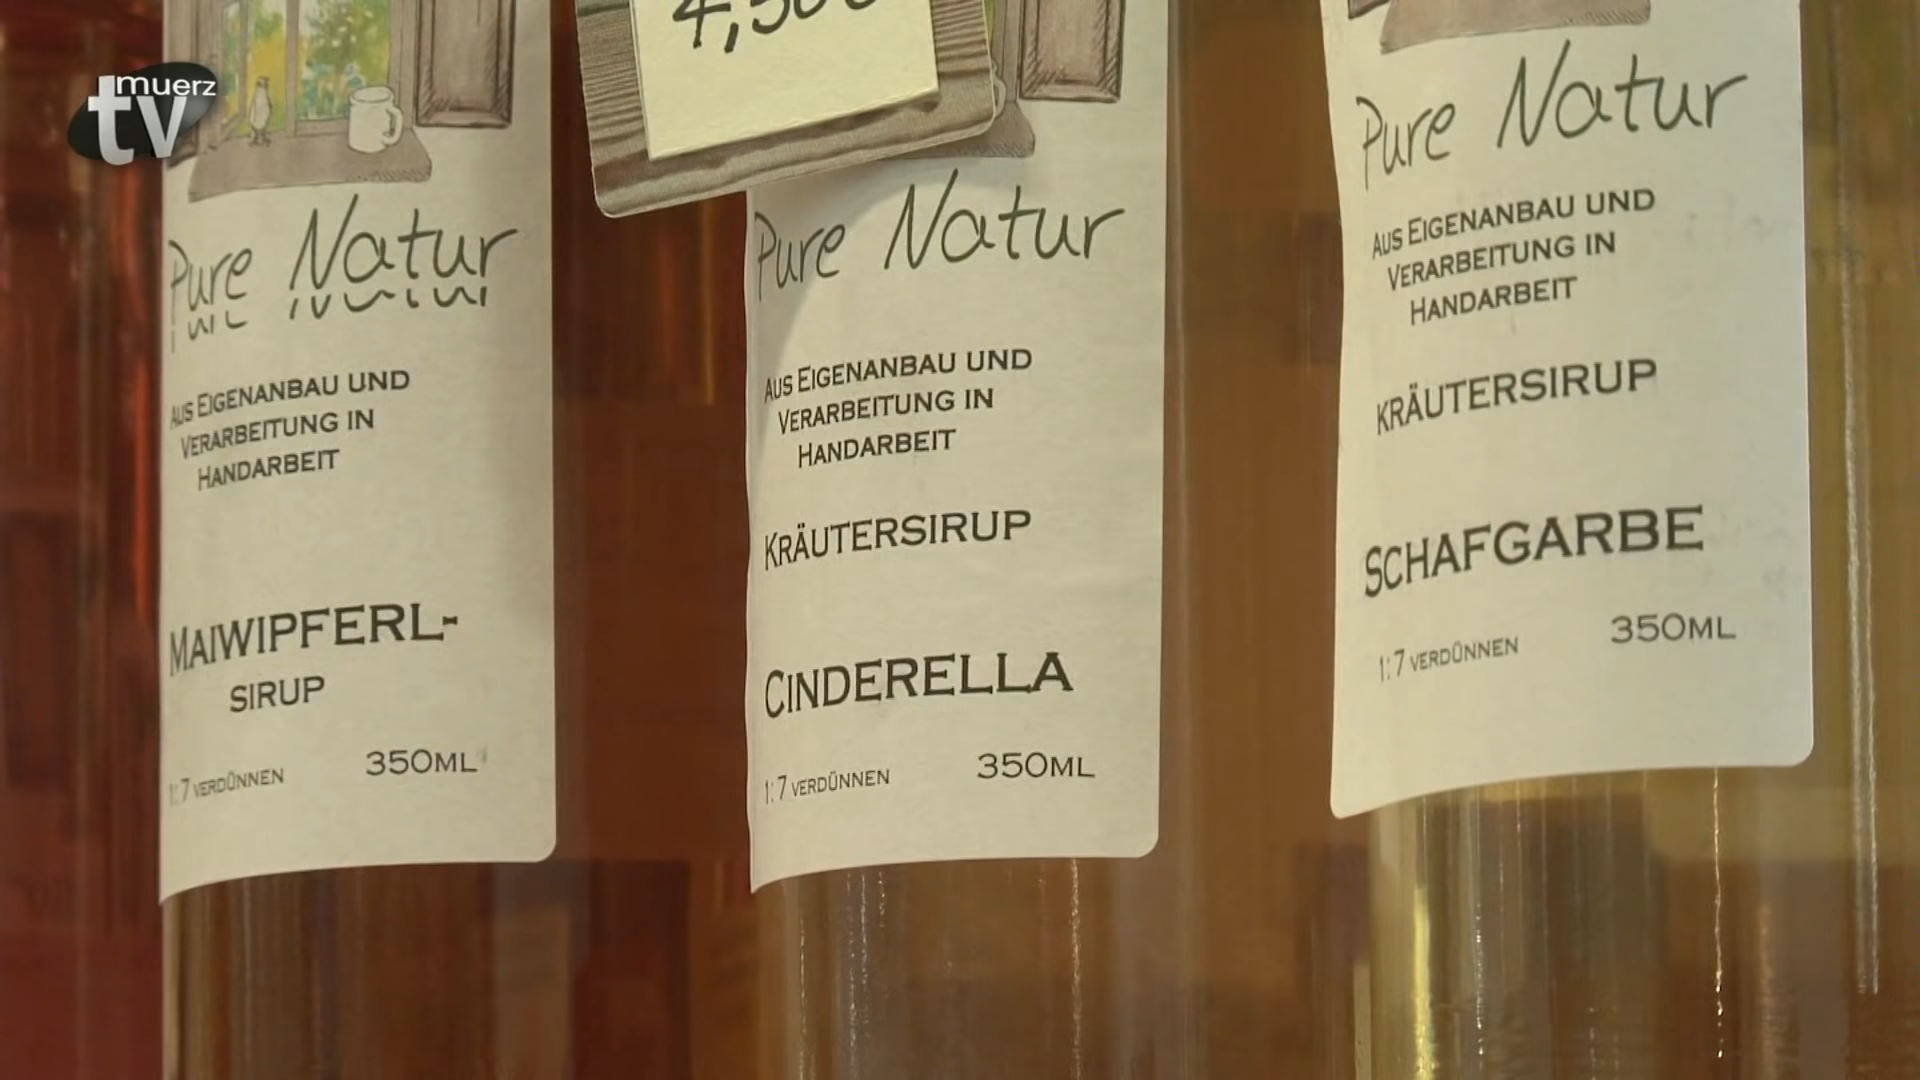 muerz
tv
4,50€
Pure Natur
Aus Eigenanbau und
Verarbeitung in
Handarbeit
Maiwipferl-
sirup
1:7 verdünnen 350ml
Pure Natur
Aus Eigenanbau und
Verarbeitung in
Handarbeit
Kräutersirup
Cinderella
1:7 verdünnen 350ml
Pure Natur
Aus Eigenanbau und
Verarbeitung in
Handarbeit
Kräutersirup
Schafgarbe
1:7 verdünnen 350ml